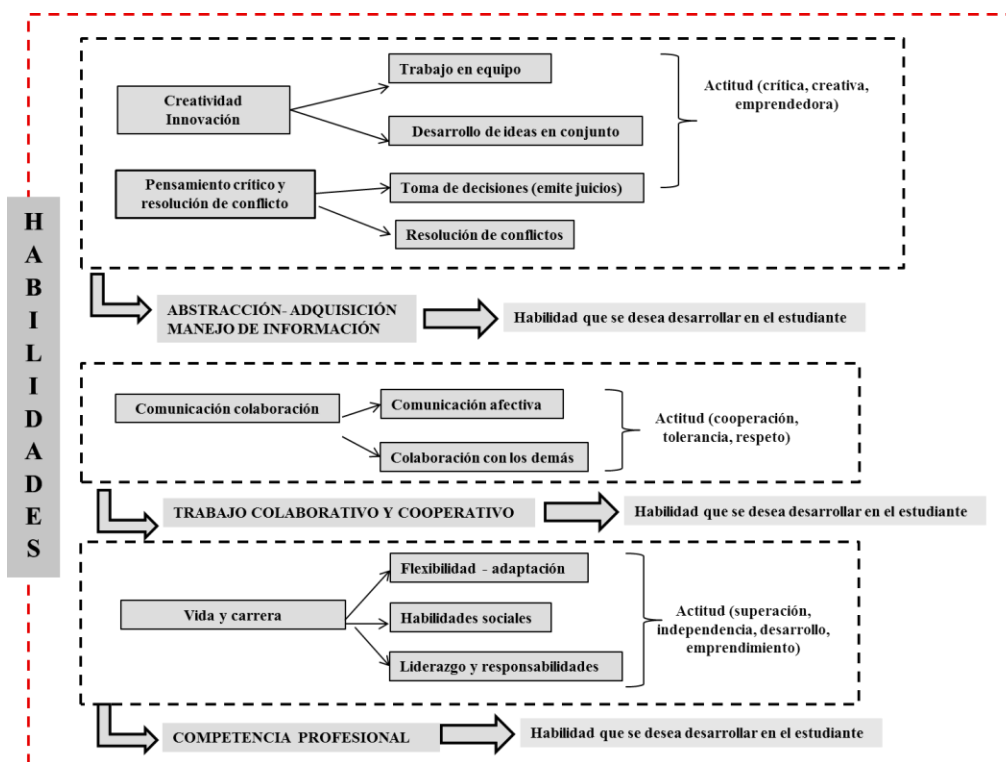 HABILIDADES
Creatividad
Innovación
Trabajo en equipo
Desarrollo de ideas en conjunto
Actitud (crítica, creativa,
emprendedora)
Pensamiento crítico y
resolución de conflicto
Toma de decisiones (emite juicios)
Resolución de conflictos
ABSTRACCIÓN- ADQUISICIÓN
MANEJO DE INFORMACIÓN
Habilidad que se desea desarrollar en el estudiante
Comunicación colaboración
Comunicación afectiva
Colaboración con los demás
Actitud (cooperación,
tolerancia, respeto)
TRABAJO COLABORATIVO Y COOPERATIVO
Habilidad que se desea desarrollar en el estudiante
Vida y carrera
Flexibilidad - adaptación
Habilidades sociales
Liderazgo y responsabilidades
Actitud (superación,
independencia, desarrollo,
emprendimiento)
COMPETENCIA PROFESIONAL
Habilidad que se desea desarrollar en el estudiante